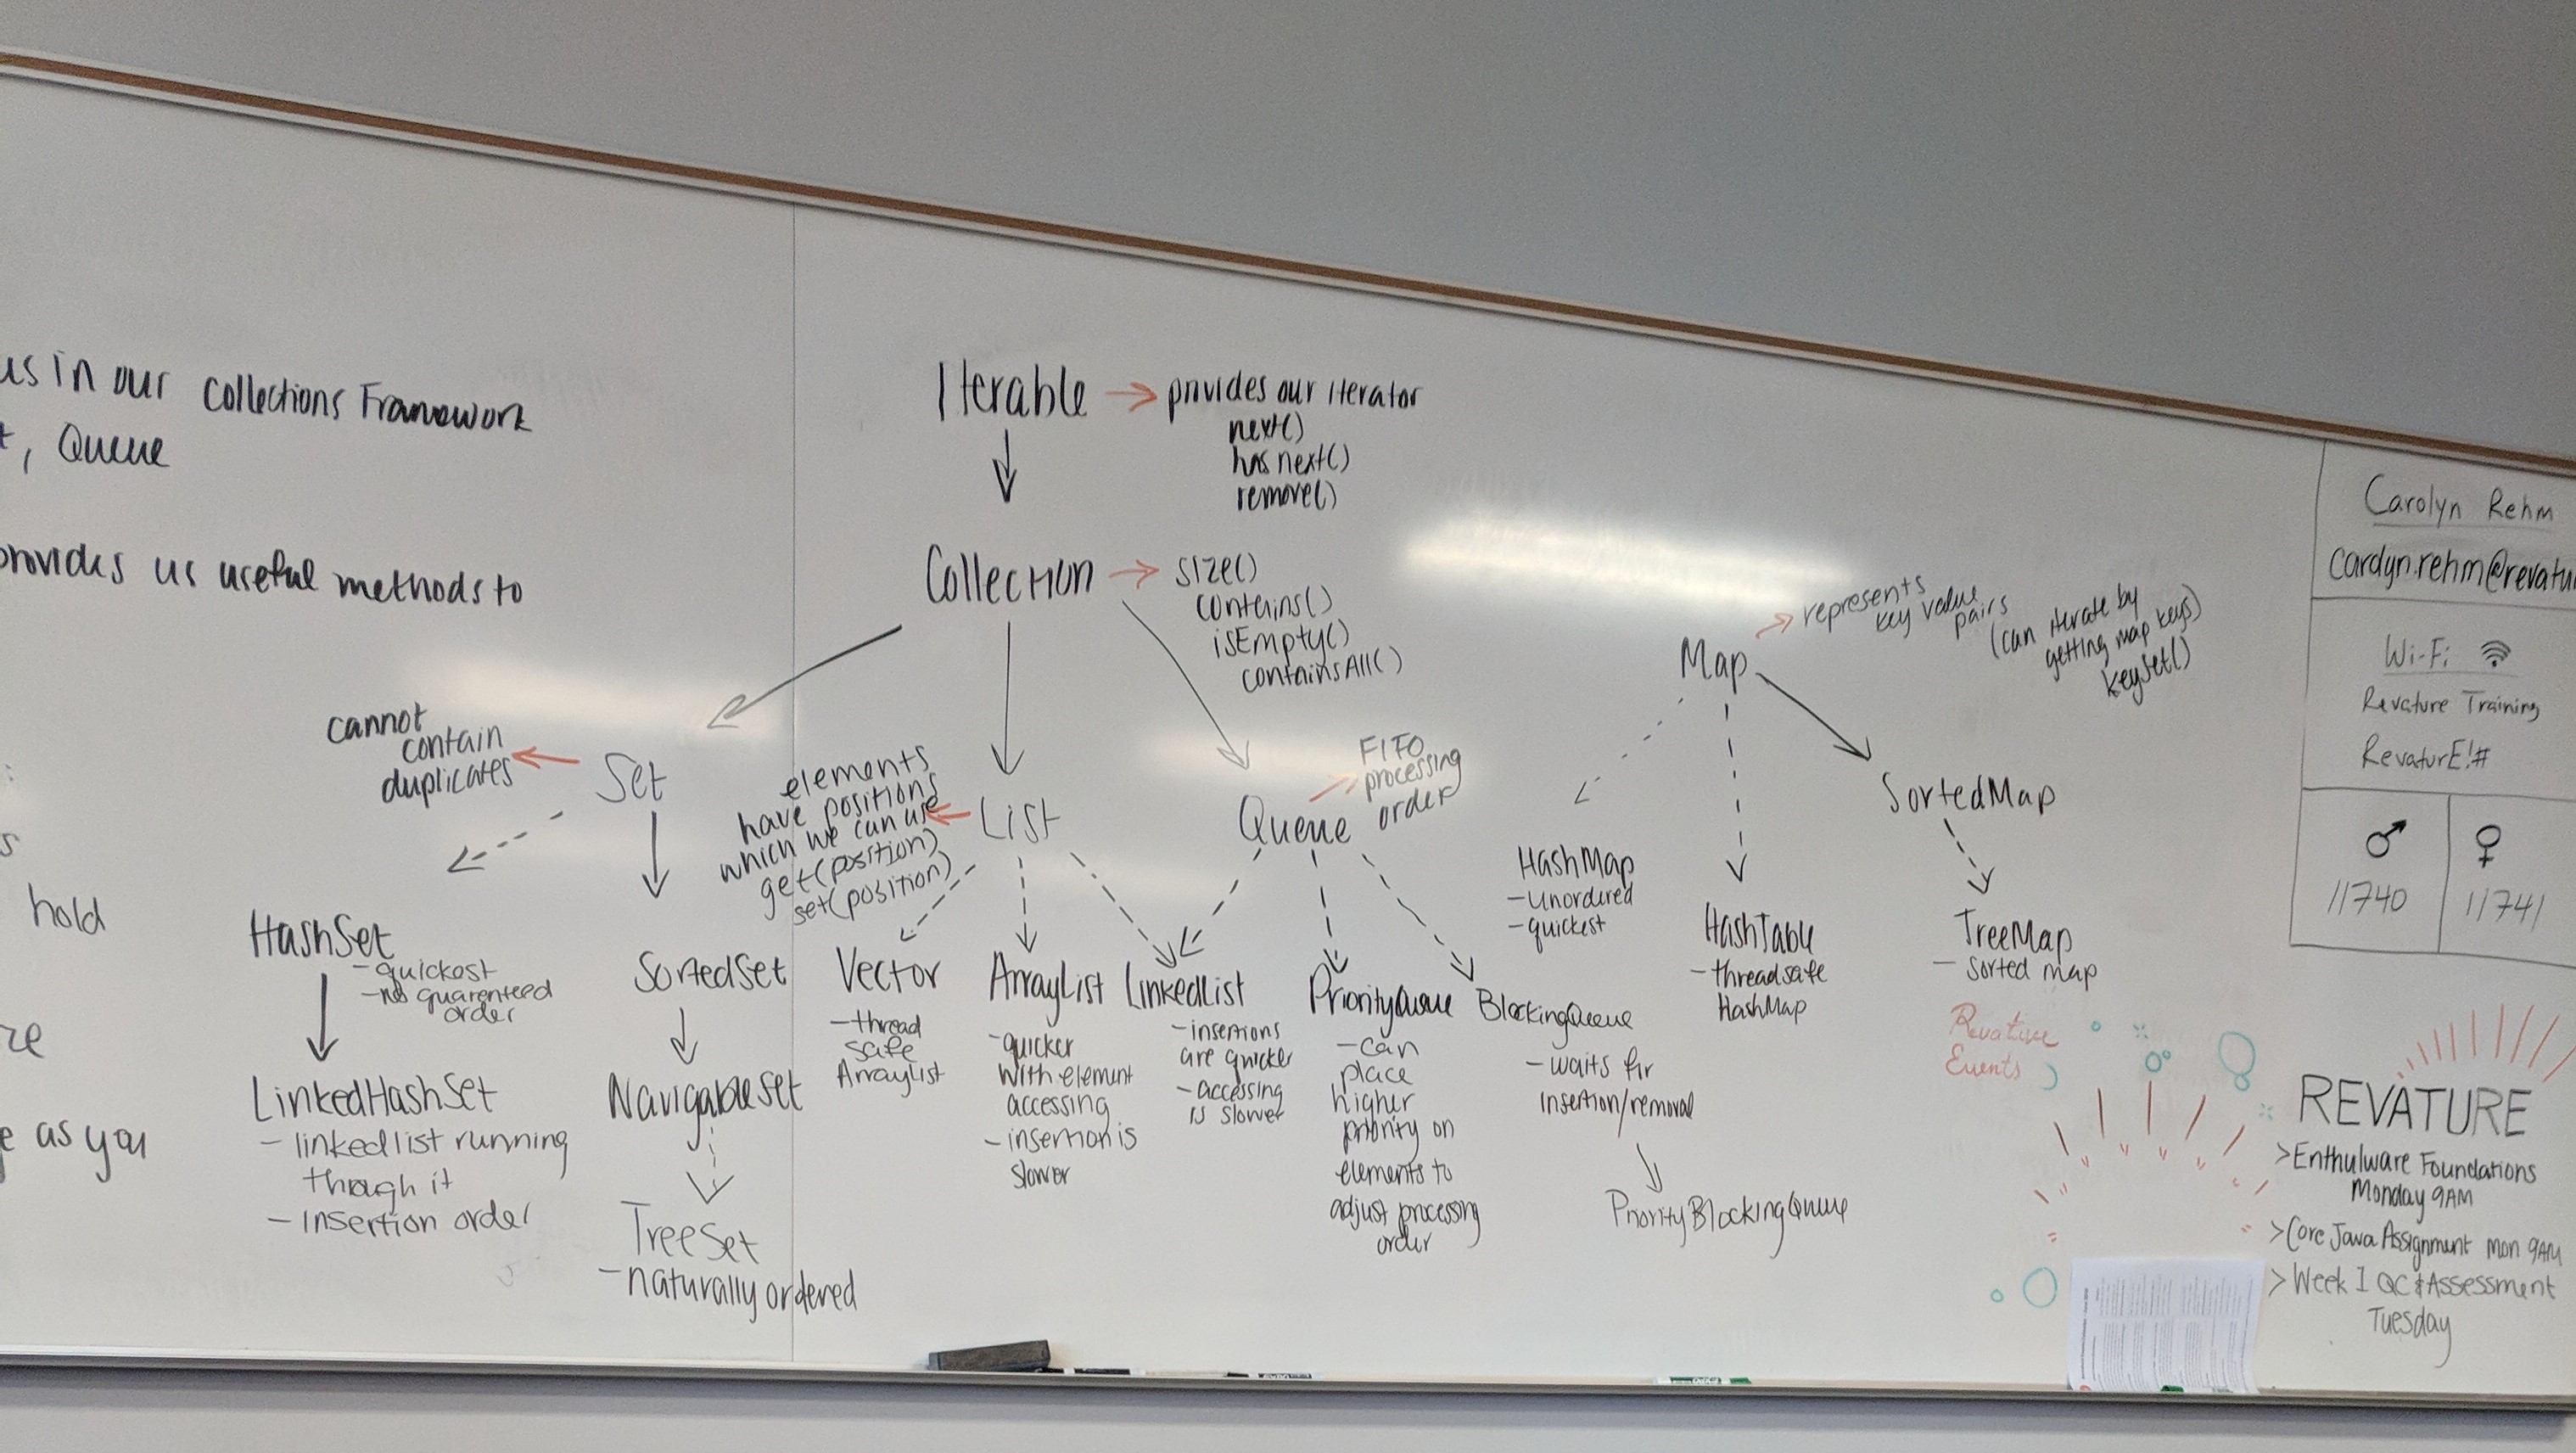 us in our Collections Framework
, Queue
provides us useful methods to
hold
as you
Iterable → provides our iterator
next()
hasnext()
remove()
Collection → size()
contains()
isEmpty()
containsAll()
Set
cannot
contain
duplicates
HashSet
- quickest
- no guarenteed
order
LinkedHashSet
- linkedlist running
through it
- insertion order
SortedSet
NavigableSet
TreeSet
- naturally ordered
List
elements
have positions
which we can use
get(position)
set(position)
Vector
- thread
safe
ArrayList
ArrayList
- quicker
with element
accessing
- insertion is
slower
LinkedList
- insertions
are quicker
- accessing
is slower
Queue
FIFO
processing
order
PriorityQueue
- can
place
higher
priority on
elements to
adjust processing
order
BlockingQueue
- waits for
insertion/removal
PriorityBlockingQueue
Map
represents
key value
pairs
(can iterate by
getting map keys)
keySet()
HashMap
- unordered
- quickest
HashTable
- threadsafe
HashMap
SortedMap
TreeMap
- sorted map
Carolyn Rehm
carolyn.rehm@revatu
Wi-Fi
Revature Training
RevaturE!#
♂ ♀
11740 11741
Revature
Events
REVATURE
>Enthulware Foundations
Monday 9AM
>Core Java Assignment Mon 9AM
>Week 1 QC & Assessment
Tuesday